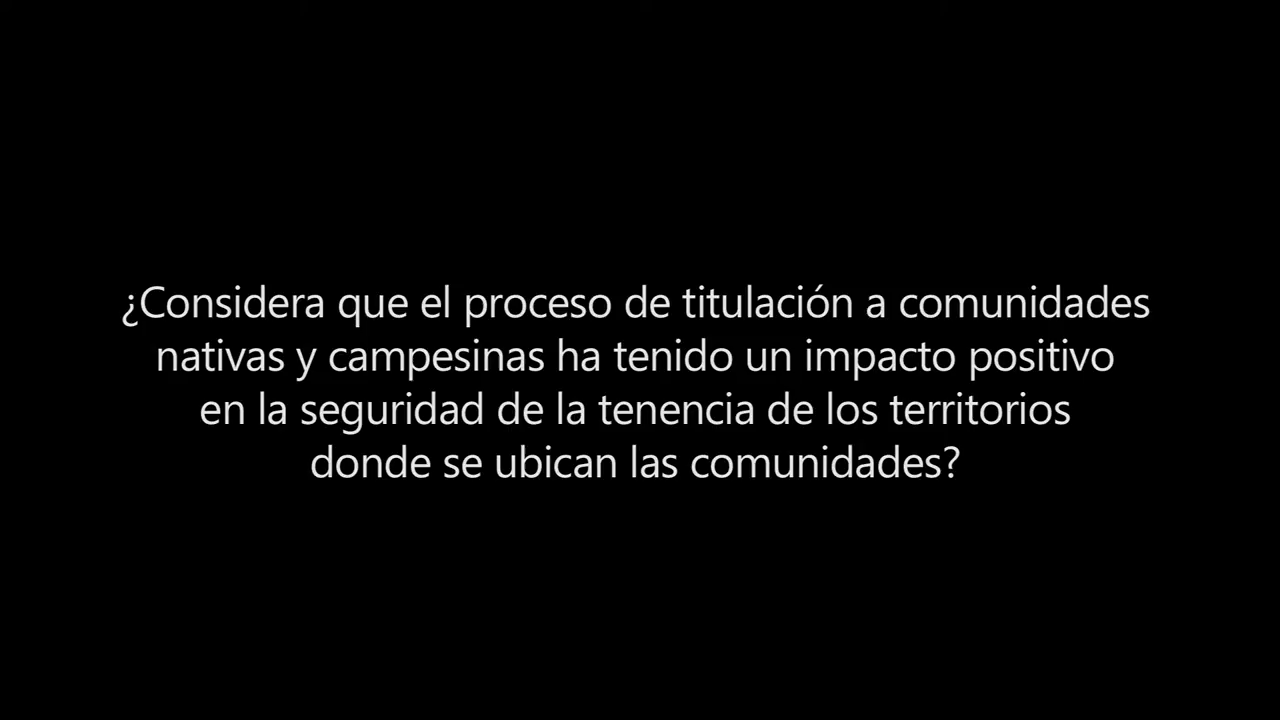 ¿Considera que el proceso de titulación a comunidades
nativas y campesinas ha tenido un impacto positivo
en la seguridad de la tenencia de los territorios
donde se ubican las comunidades?